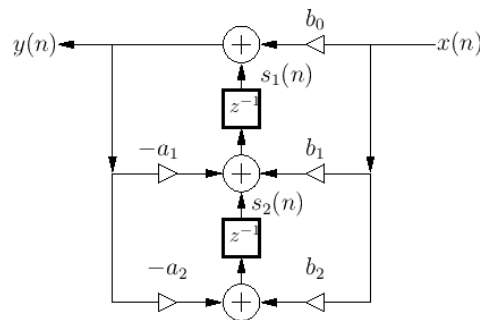 y(n) + b₀ x(n)
s₁(n)
z⁻¹
−a₁ + b₁
s₂(n)
z⁻¹
−a₂ + b₂